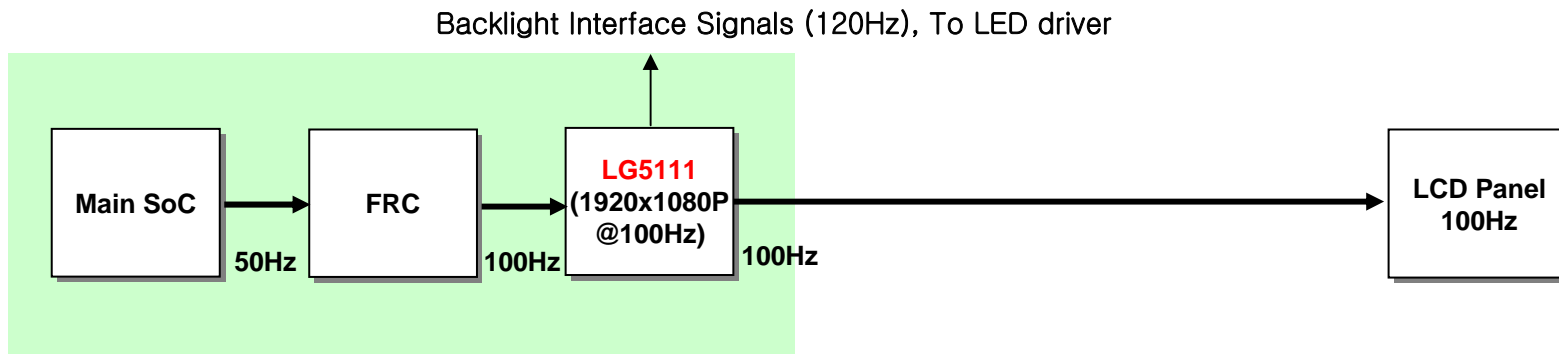 Backlight Interface Signals (120Hz), To LED driver
Main SoC
50Hz
FRC
100Hz
LG5111
(1920x1080P
@100Hz)
100Hz
LCD Panel
100Hz